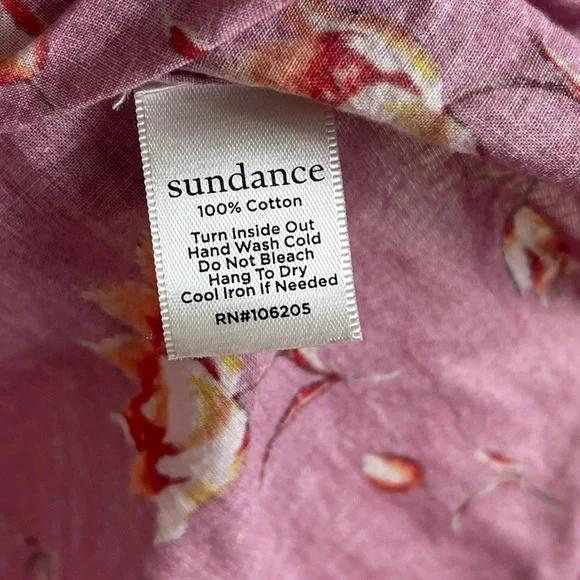 sundance
100% Cotton
Turn Inside Out
Hand Wash Cold
Do Not Bleach
Hang To Dry
Cool Iron If Needed
RN#106205